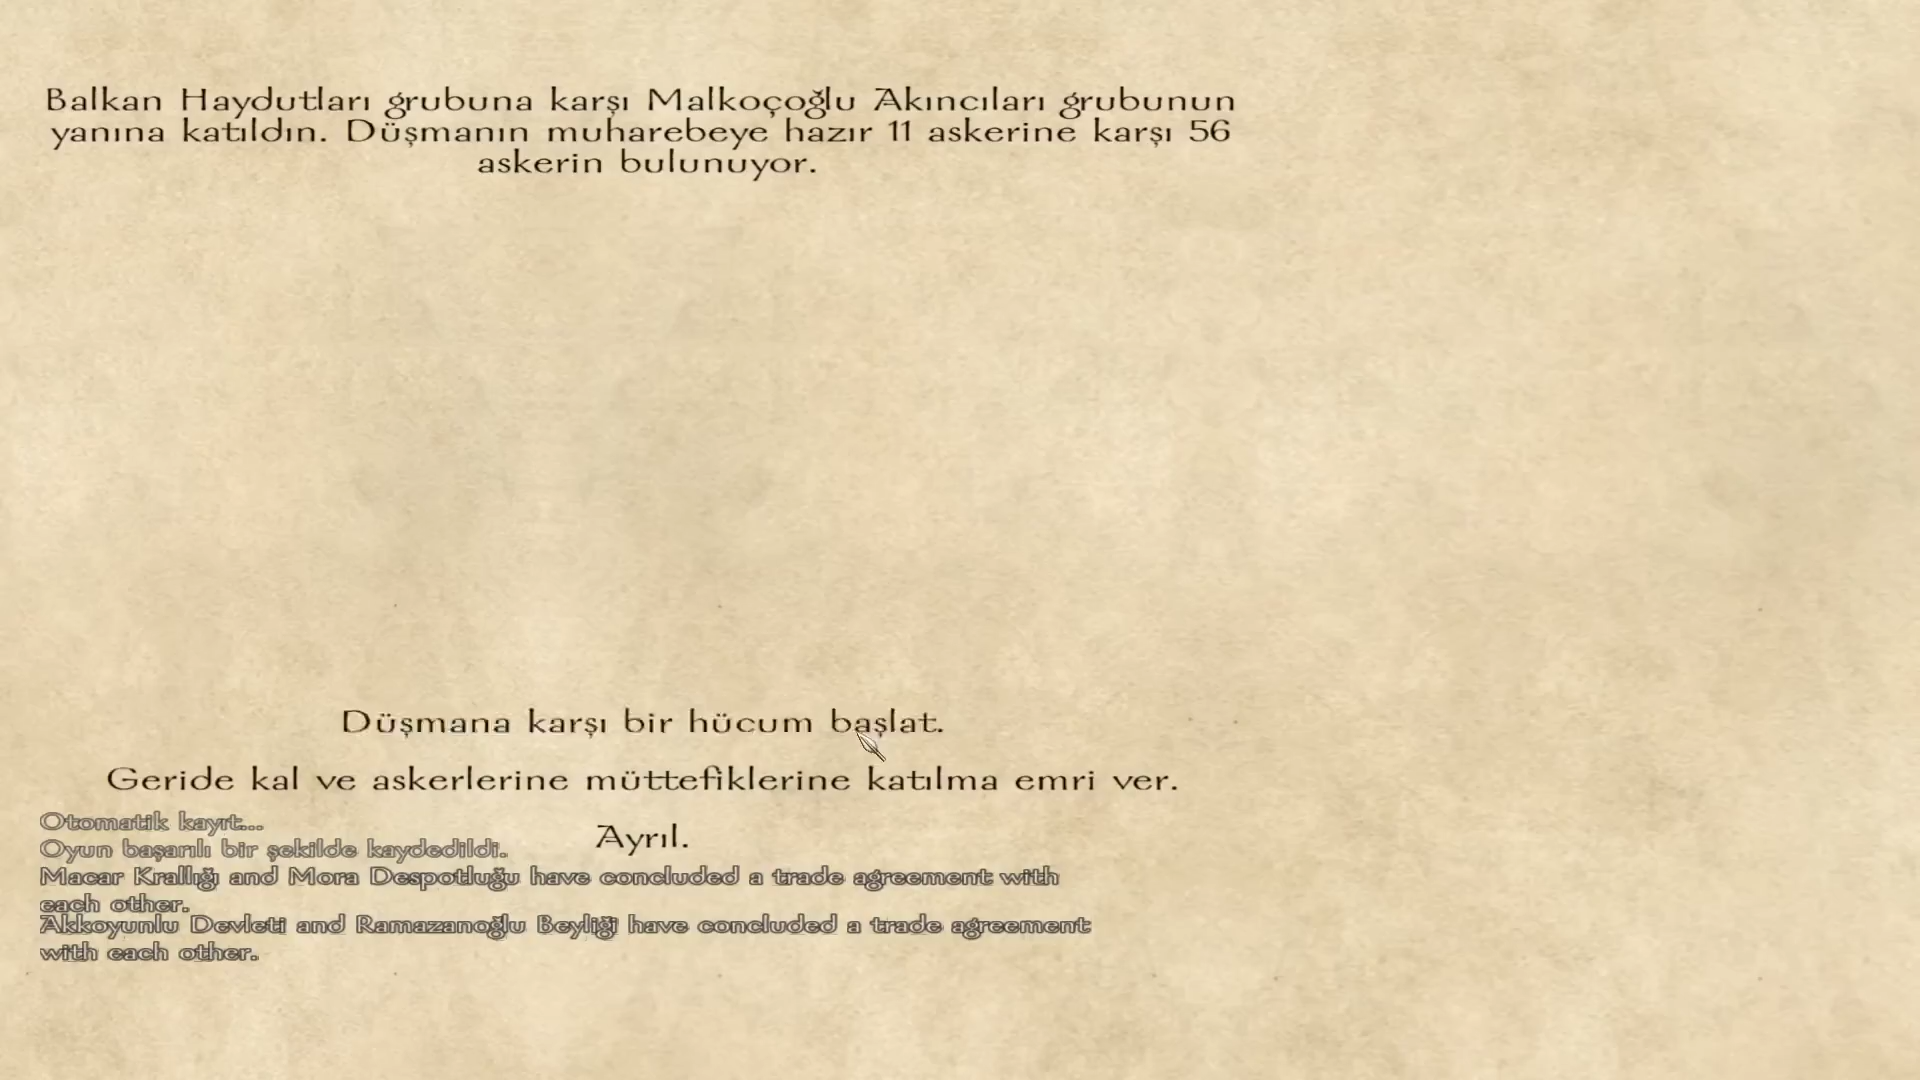 Balkan Haydutları grubuna karşı Malkoçoğlu Akıncıları grubunun
yanına katıldın. Düşmanın muharebeye hazır 11 askerine karşı 56
askerin bulunuyor.
Düşmana karşı bir hücum başlat.
Geride kal ve askerlerine müttefiklerine katılma emri ver.
Ayrıl.
Otomatik kayıt...
Oyun başarılı bir şekilde kaydedildi.
Macar Krallığı and Mora Despotluğu have concluded a trade agreement with
each other.
Akkoyunlu Devleti and Ramazanoğlu Beyliği have concluded a trade agreement
with each other.